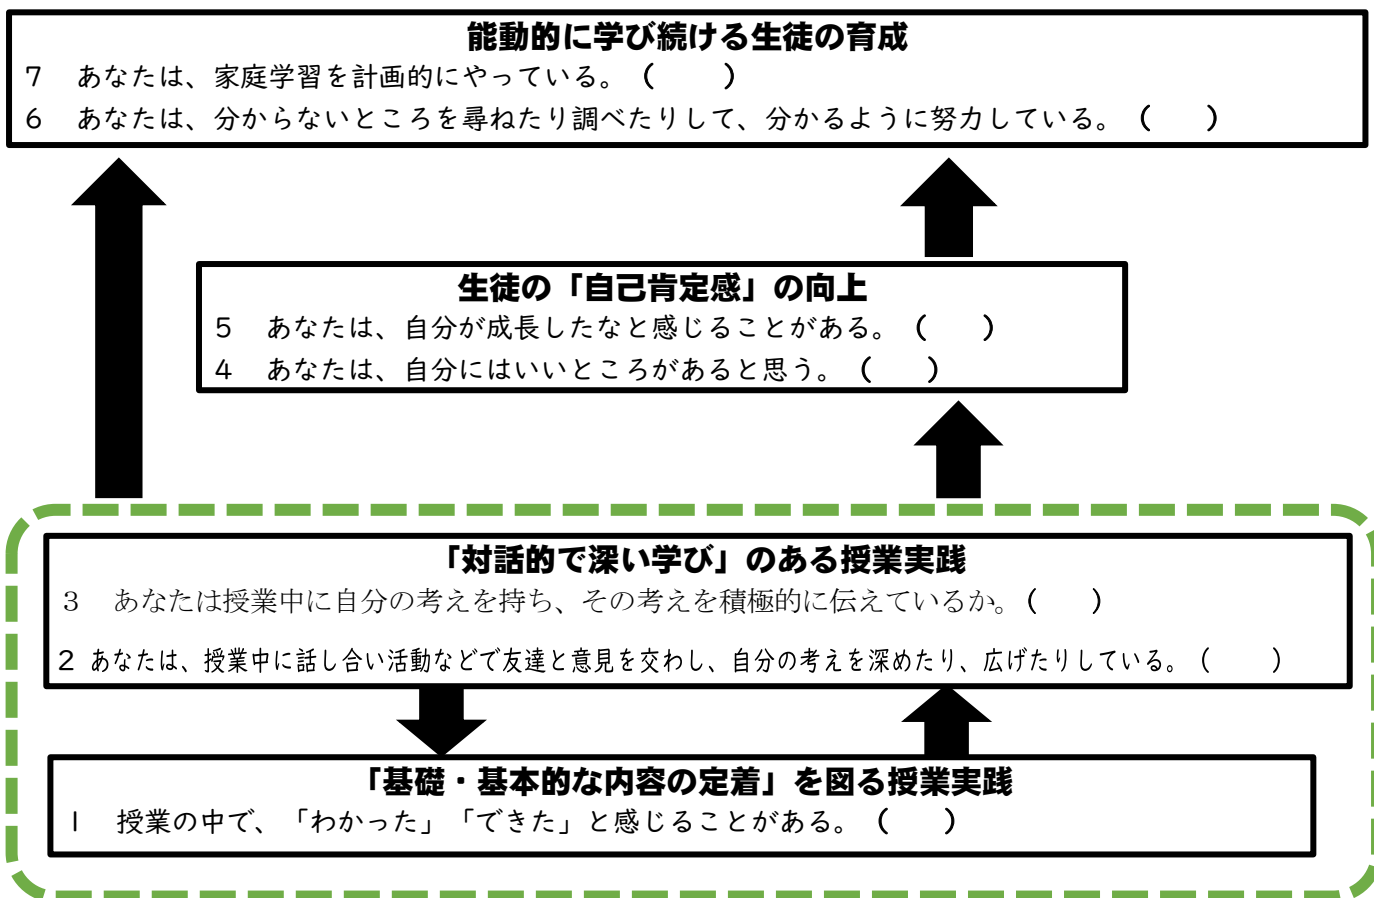 能動的に学び続ける生徒の育成
7　あなたは、家庭学習を計画的にやっている。（　　）
6　あなたは、分からないところを尋ねたり調べたりして、分かるように努力している。（　　）
生徒の「自己肯定感」の向上
5　あなたは、自分が成長したなと感じることがある。（　　）
4　あなたは、自分にはいいところがあると思う。（　　）
「対話的で深い学び」のある授業実践
3　あなたは授業中に自分の考えを持ち、その考えを積極的に伝えているか。（　　）
2 あなたは、授業中に話し合い活動などで友達と意見を交わし、自分の考えを深めたり、広げたりしている。（　　）
「基礎・基本的な内容の定着」を図る授業実践
1　授業の中で、「わかった」「できた」と感じることがある。（　　）